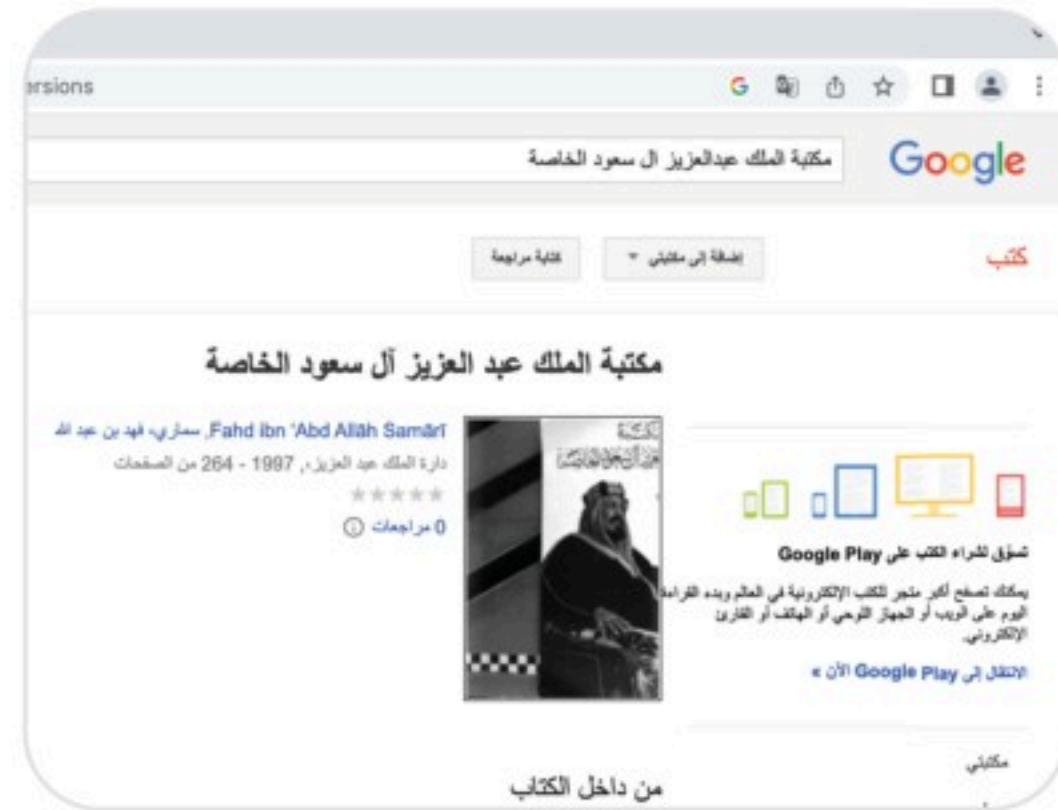 ersions
مكتبة الملك عبدالعزيز ال سعود الخاصة
Google
كتب
إضافة إلى مكتبتي
كتابة مراجعة
مكتبة الملك عبد العزيز آل سعود الخاصة
Fahd ibn 'Abd Allāh Samārī, سماري، فهد بن عبد الله
دارة الملك عبد العزيز،, 1997 - 264 من الصفحات
0 مراجعات
تسوّق لشراء الكتب على Google Play
يمكنك تصفح أكبر متجر للكتب الإلكترونية في العالم وبدء القراءة
اليوم على الويب أو الجهاز اللوحي أو الهاتف أو القارئ
الإلكتروني.
الانتقال إلى Google Play الآن »
مكتبتي
من داخل الكتاب